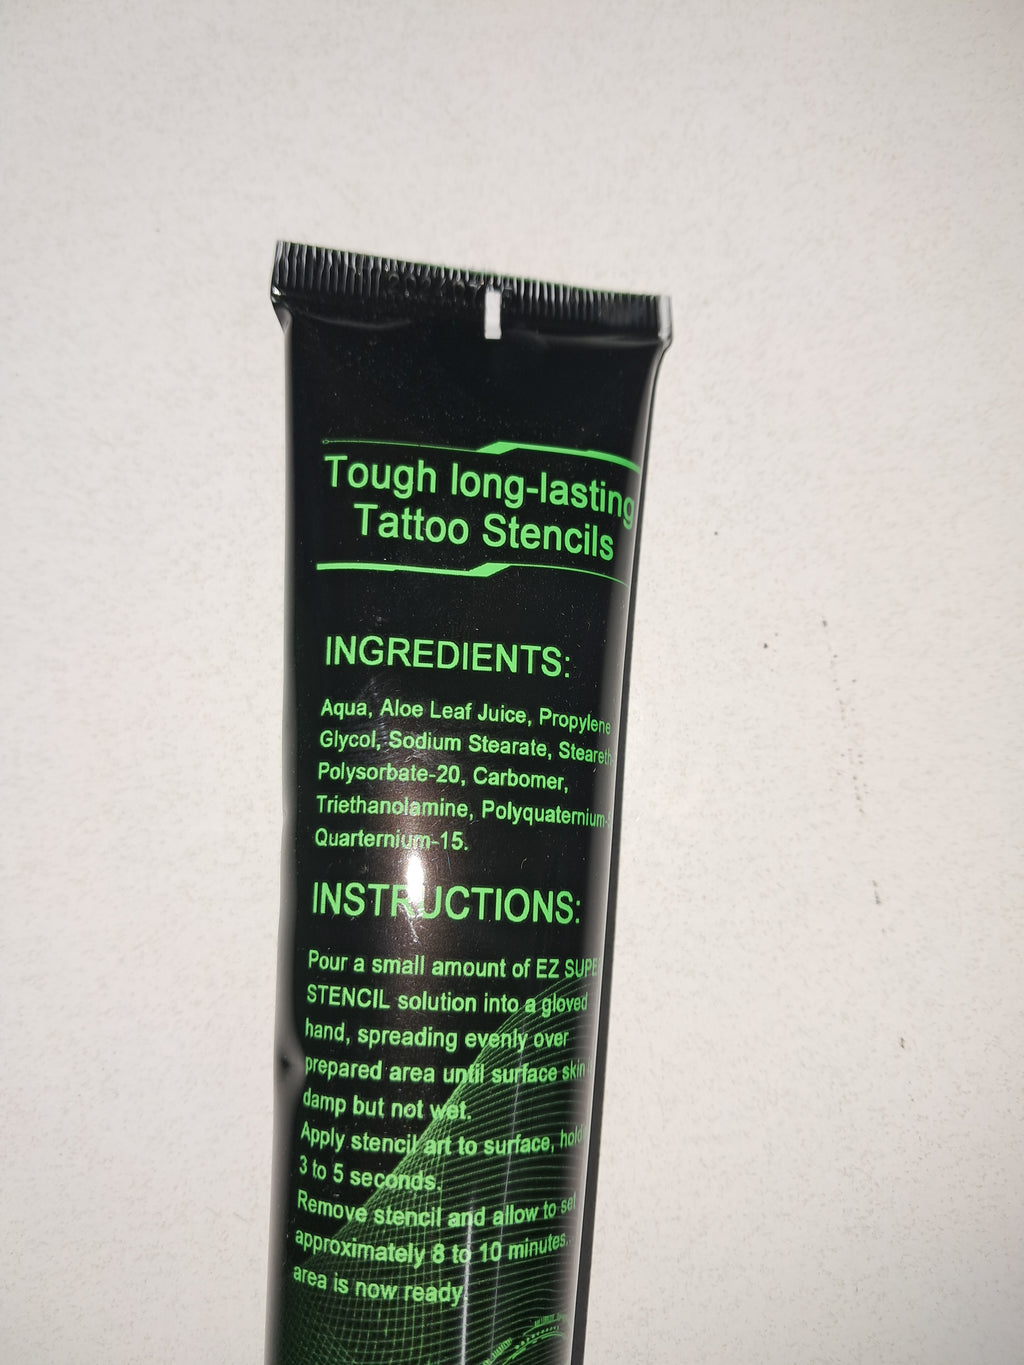 Tough long-lasting
Tattoo Stencils
INGREDIENTS:
Aqua, Aloe Leaf Juice, Propylene
Glycol, Sodium Stearate, Steareth-
Polysorbate-20, Carbomer,
Triethanolamine, Polyquaternium-
Quarternium-15.
INSTRUCTIONS:
Pour a small amount of EZ SUPE
STENCIL solution into a gloved
hand, spreading evenly over
prepared area until surface skin
damp but not wet.
Apply stencil art to surface, hold
3 to 5 seconds.
Remove stencil and allow to set
approximately 8 to 10 minutes.
area is now ready.